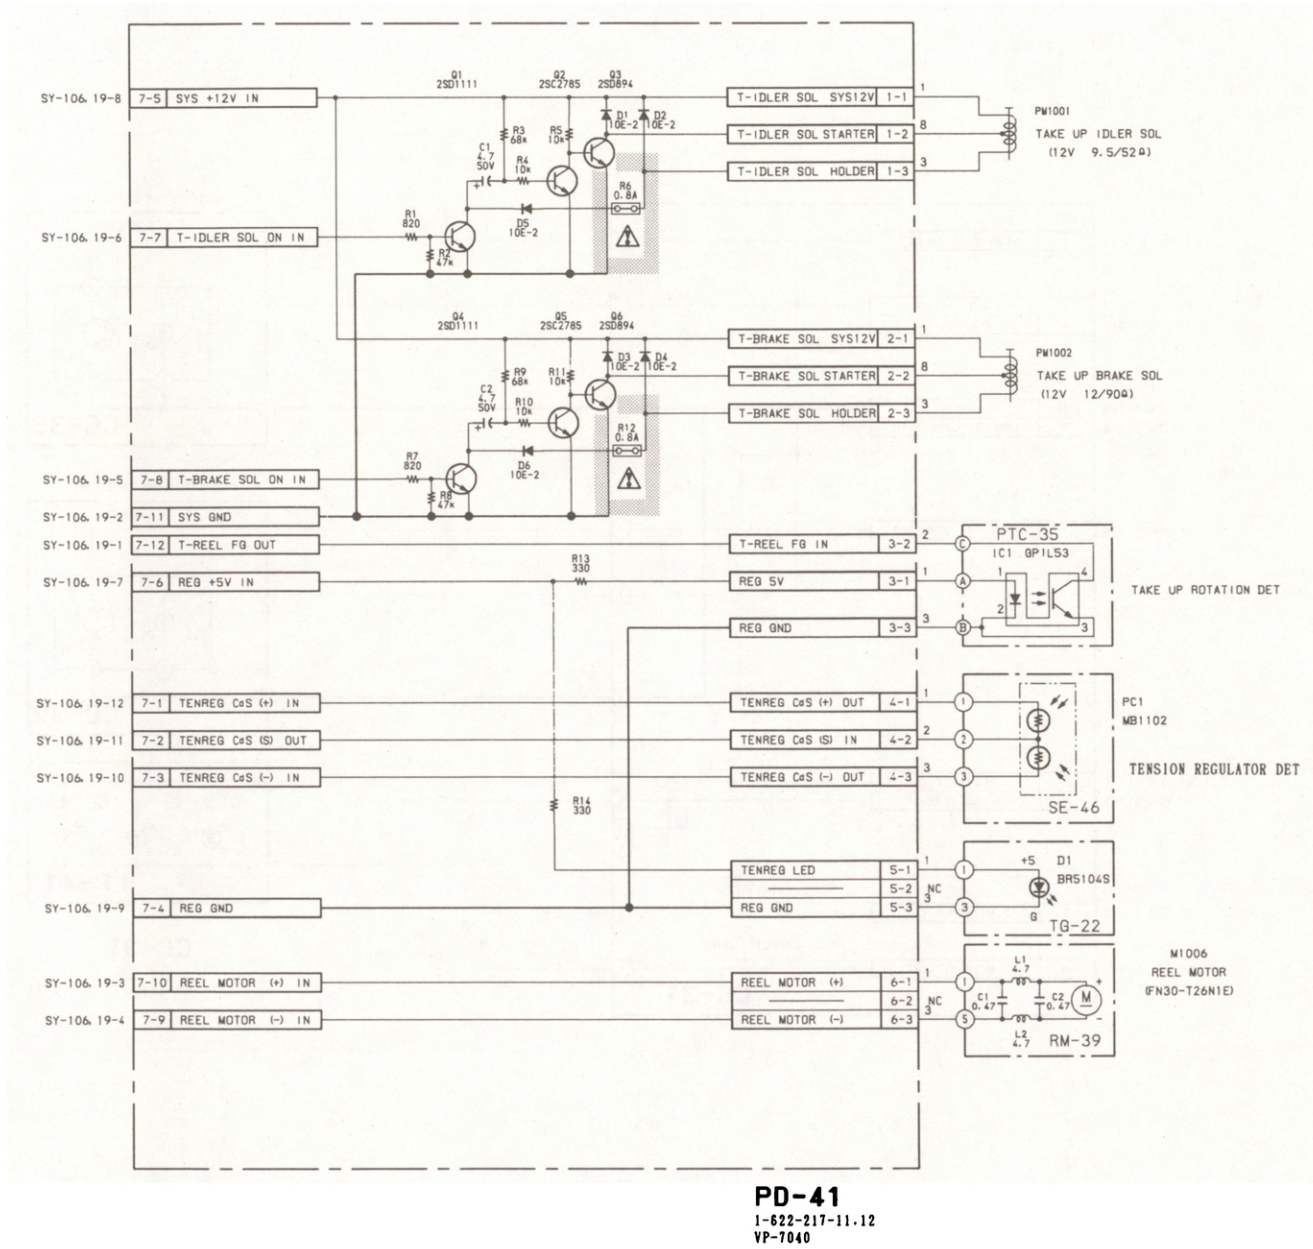 Q1 Q2 Q3
2SD1111 2SC2785 2SD894
SY-106.19-8 7-5 SYS +12V IN T-IDLER SOL SYS12V 1-1 1
R3 68k R5 10k D1 10E-2 D2 10E-2
PM1001
TAKE UP IDLER SOL
(12V 9.5/52Ω)
T-IDLER SOL STARTER 1-2 8
C1 4.7 50V + R4 10k
T-IDLER SOL HOLDER 1-3 3
R6 0.8A
D5 10E-2
R1 820
SY-106.19-6 7-7 T-IDLER SOL ON IN
R2 47k
Q4 Q5 Q6
2SD1111 2SC2785 2SD894
T-BRAKE SOL SYS12V 2-1 1
R9 68k R11 10k D3 10E-2 D4 10E-2
PM1002
TAKE UP BRAKE SOL
(12V 12/90Ω)
T-BRAKE SOL STARTER 2-2 8
C2 4.7 50V + R10 10k
T-BRAKE SOL HOLDER 2-3 3
R12 0.8A
D6 10E-2
R7 820
SY-106.19-5 7-8 T-BRAKE SOL ON IN
R8 47k
SY-106.19-2 7-11 SYS GND
SY-106.19-1 7-12 T-REEL FG OUT T-REEL FG IN 3-2 2 C
PTC-35
IC1 GP1L53
1 4
2 3
R13 330
SY-106.19-7 7-6 REG +5V IN REG 5V 3-1 1 A
TAKE UP ROTATION DET
REG GND 3-3 3 B
SY-106.19-12 7-1 TENREG CdS (+) IN TENREG CdS (+) OUT 4-1 1 1
PC1
MB1102
SY-106.19-11 7-2 TENREG CdS (S) OUT TENREG CdS (S) IN 4-2 2 2
SY-106.19-10 7-3 TENREG CdS (-) IN TENREG CdS (-) OUT 4-3 3 3
TENSION REGULATOR DET
SE-46
R14 330
TENREG LED 5-1 1 1
+5 D1
BR5104S
5-2 NC
SY-106.19-9 7-4 REG GND REG GND 5-3 3 3
G
TG-22
SY-106.19-3 7-10 REEL MOTOR (+) IN REEL MOTOR (+) 6-1 1 1
L1 4.7
M1006
REEL MOTOR
(FN30-T26N1E)
6-2 NC
C1 0.47 C2 0.47 M + -
SY-106.19-4 7-9 REEL MOTOR (-) IN REEL MOTOR (-) 6-3 3 5
L2 4.7
RM-39
PD-41
1-622-217-11.12
VP-7040